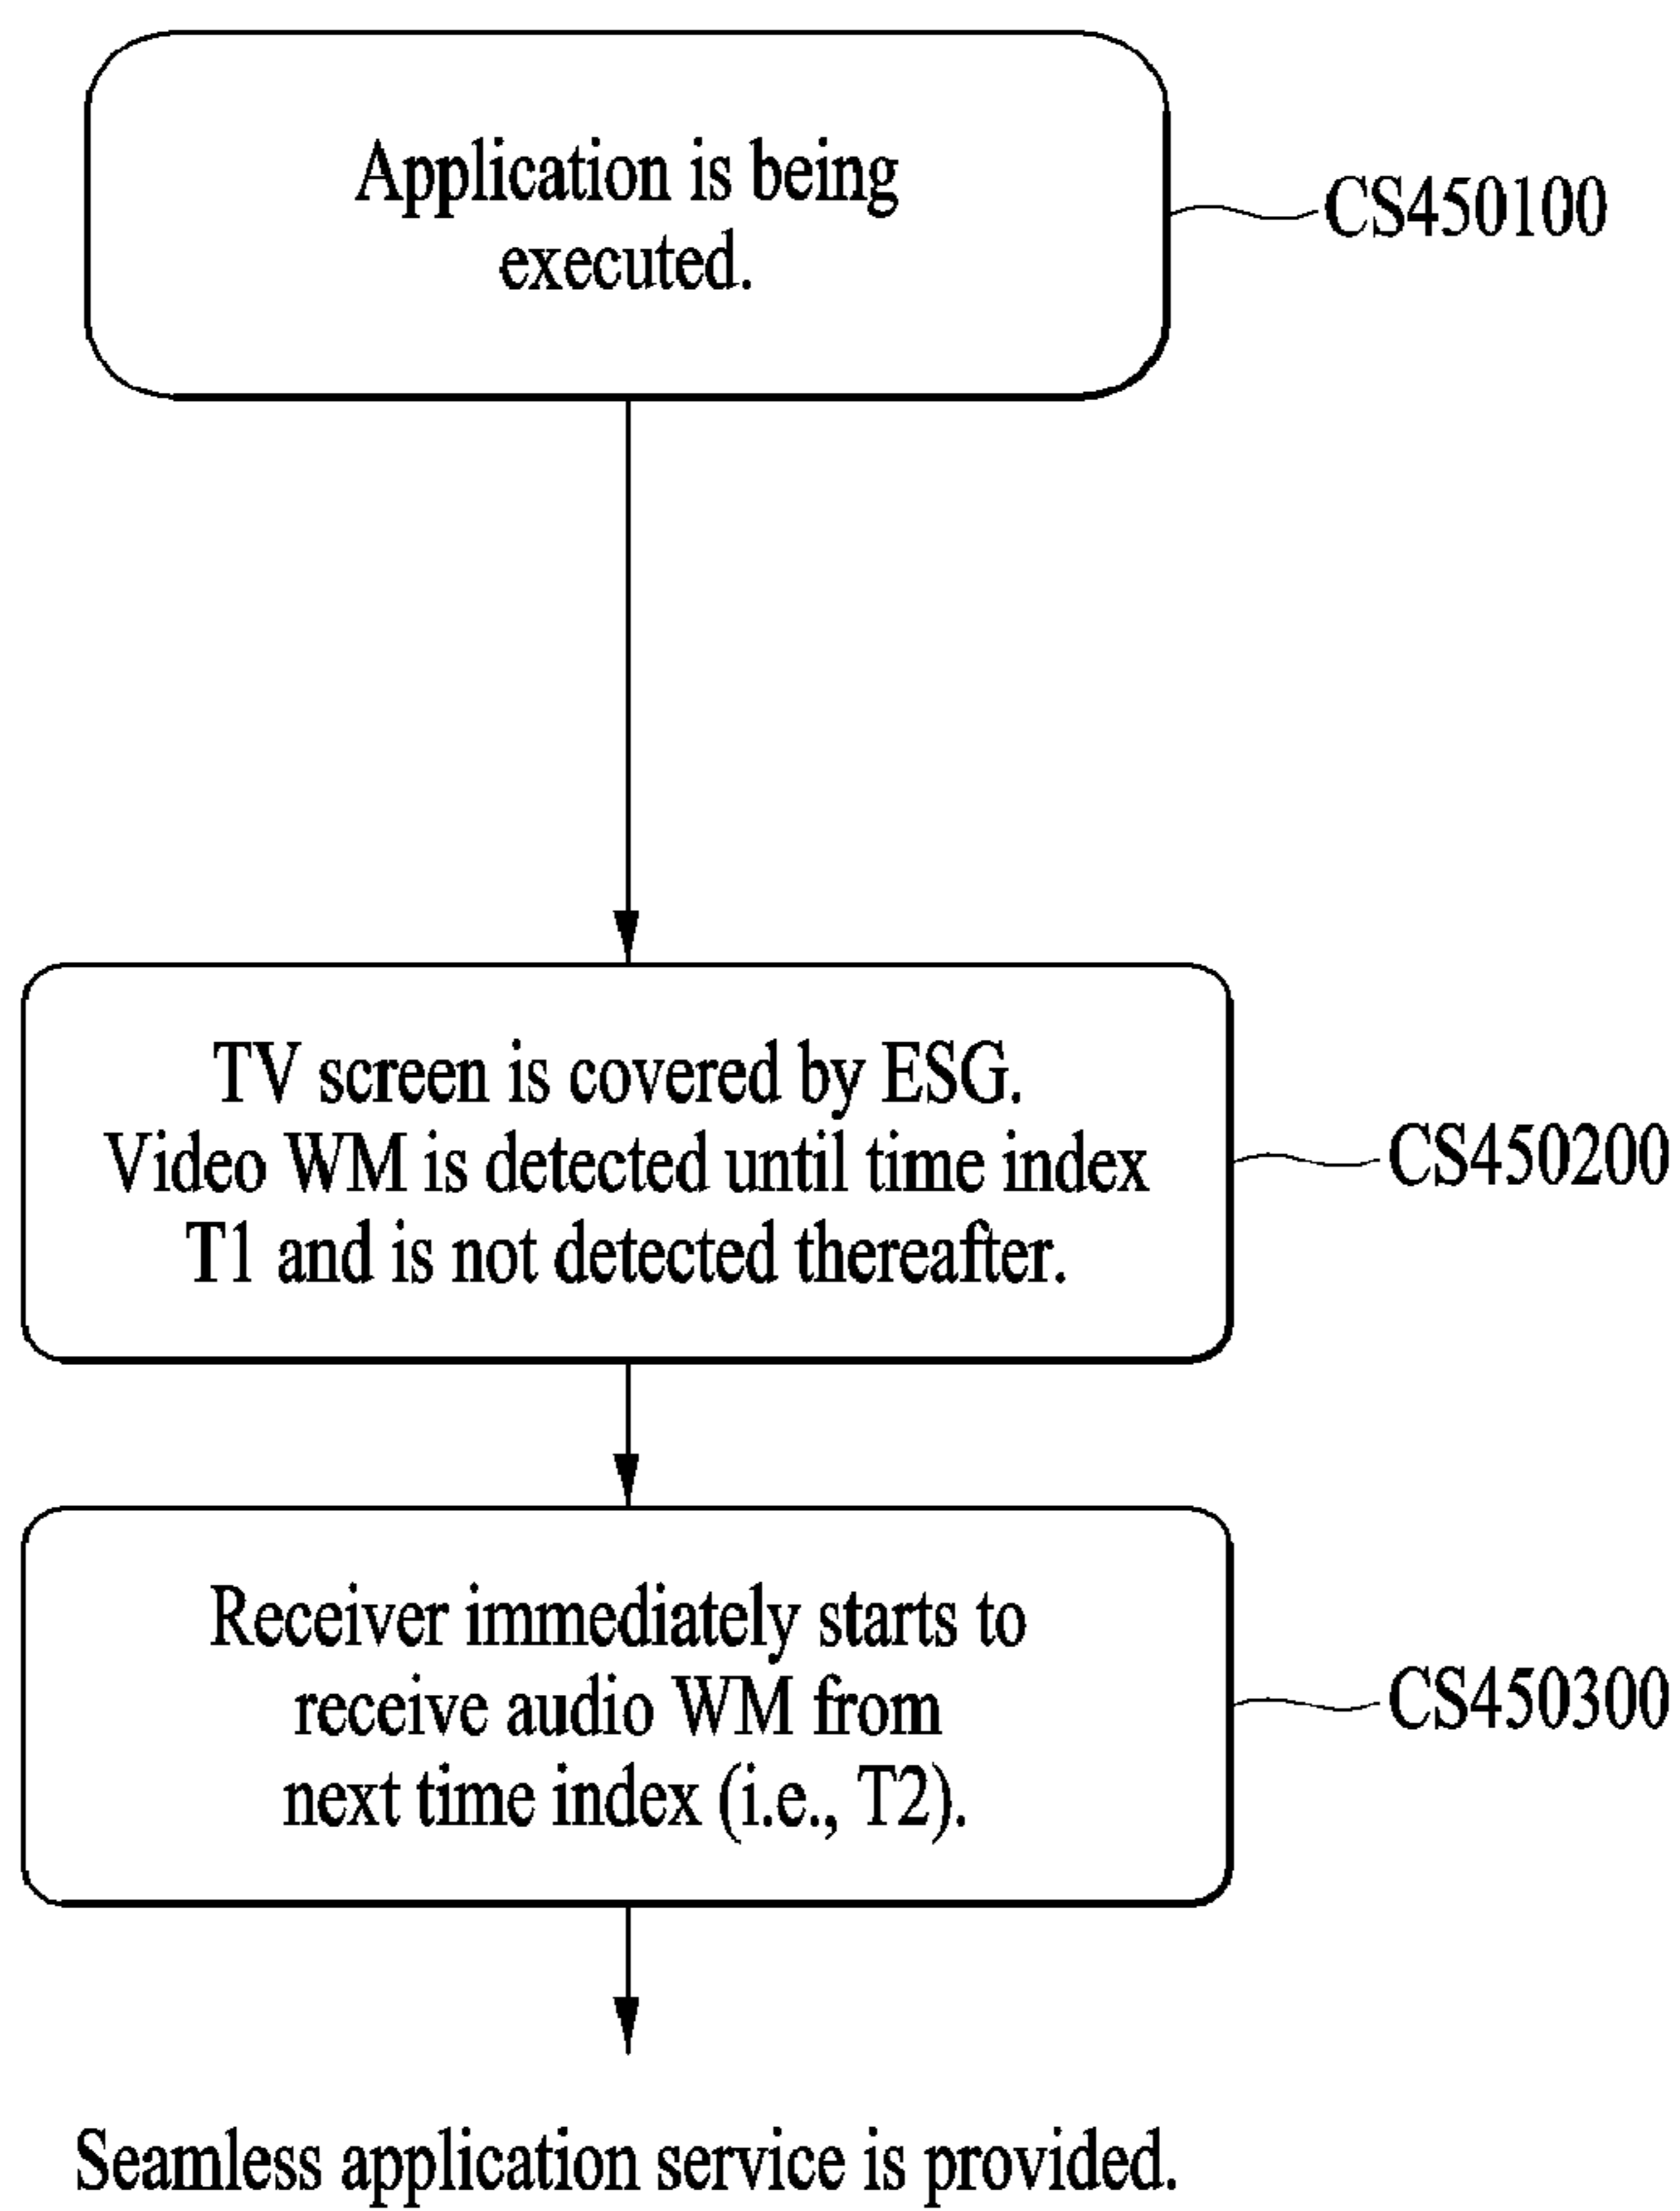 Application is being
executed.
CS450100
TV screen is covered by ESG.
Video WM is detected until time index
T1 and is not detected thereafter.
CS450200
Receiver immediately starts to
receive audio WM from
next time index (i.e., T2).
CS450300
Seamless application service is provided.